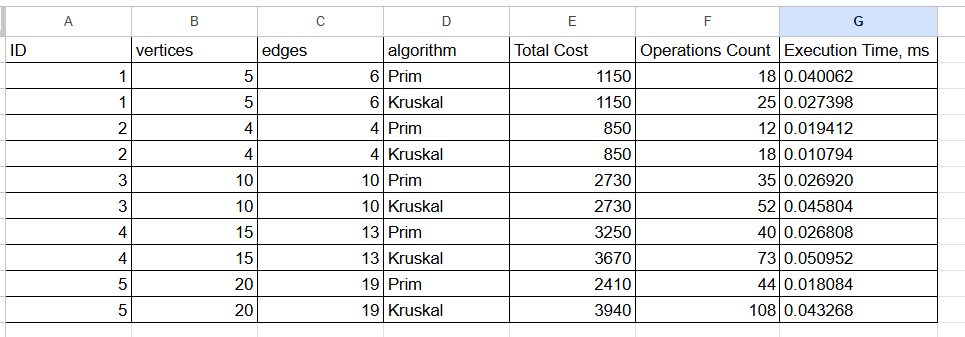 A B C D E F G
ID vertices edges algorithm Total Cost Operations Count Execution Time, ms
1 5 6 Prim 1150 18 0.040062
1 5 6 Kruskal 1150 25 0.027398
2 4 4 Prim 850 12 0.019412
2 4 4 Kruskal 850 18 0.010794
3 10 10 Prim 2730 35 0.026920
3 10 10 Kruskal 2730 52 0.045804
4 15 13 Prim 3250 40 0.026808
4 15 13 Kruskal 3670 73 0.050952
5 20 19 Prim 2410 44 0.018084
5 20 19 Kruskal 3940 108 0.043268